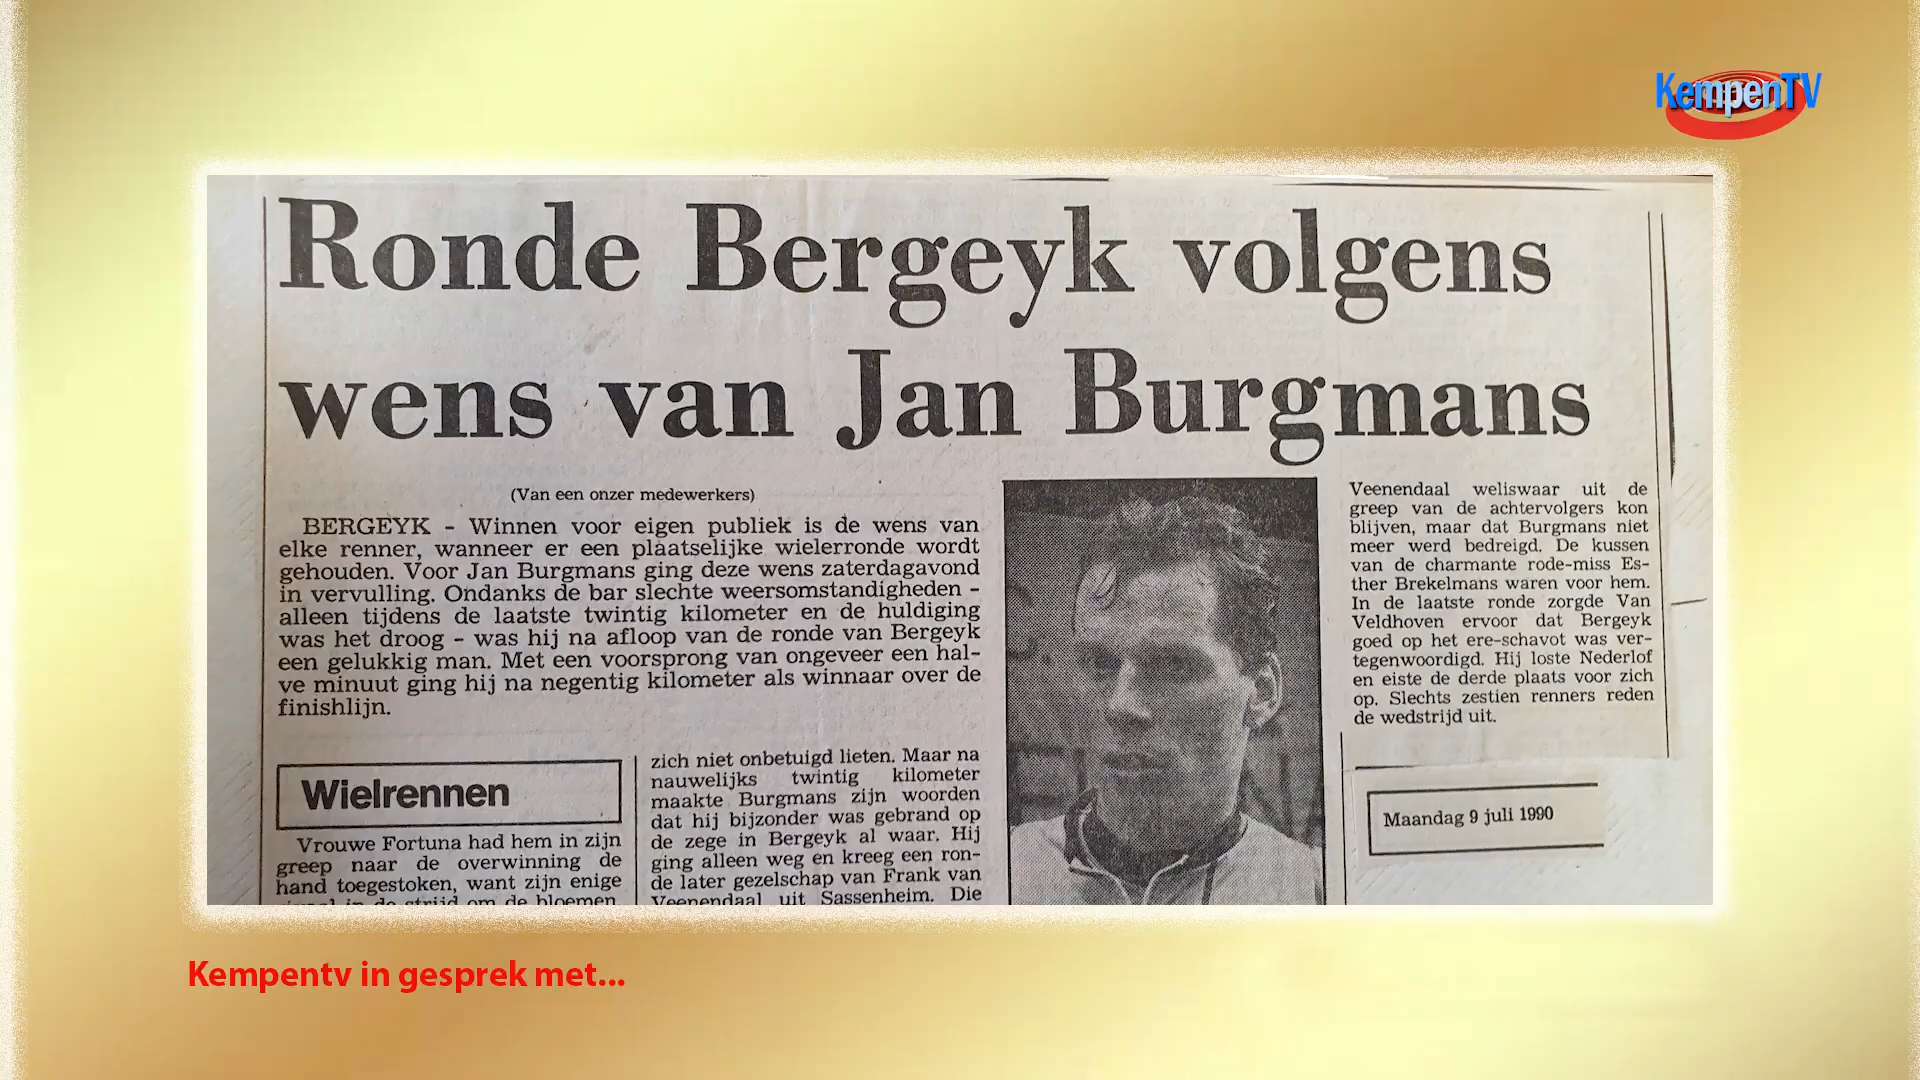 KempenTV
Ronde Bergeyk volgens
wens van Jan Burgmans
(Van een onzer medewerkers)
BERGEYK - Winnen voor eigen publiek is de wens van
elke renner, wanneer er een plaatselijke wielerronde wordt
gehouden. Voor Jan Burgmans ging deze wens zaterdagavond
in vervulling. Ondanks de bar slechte weersomstandigheden -
alleen tijdens de laatste twintig kilometer en de huldiging
was het droog - was hij na afloop van de ronde van Bergeyk
een gelukkig man. Met een voorsprong van ongeveer een hal-
ve minuut ging hij na negentig kilometer als winnaar over de
finishlijn.
Wielrennen
Vrouwe Fortuna had hem in zijn
greep naar de overwinning de
hand toegestoken, want zijn enige
rivaal in de strijd om de bloemen,
zich niet onbetuigd lieten. Maar na
nauwelijks twintig kilometer
maakte Burgmans zijn woorden
dat hij bijzonder was gebrand op
de zege in Bergeyk al waar. Hij
ging alleen weg en kreeg een ron-
de later gezelschap van Frank van
Veenendaal uit Sassenheim. Die
Veenendaal weliswaar uit de
greep van de achtervolgers kon
blijven, maar dat Burgmans niet
meer werd bedreigd. De kussen
van de charmante rode-miss Es-
ther Brekelmans waren voor hem.
In de laatste ronde zorgde Van
Veldhoven ervoor dat Bergeyk
goed op het ere-schavot was ver-
tegenwoordigd. Hij loste Nederlof
en eiste de derde plaats voor zich
op. Slechts zestien renners reden
de wedstrijd uit.
Maandag 9 juli 1990
Kempentv in gesprek met...